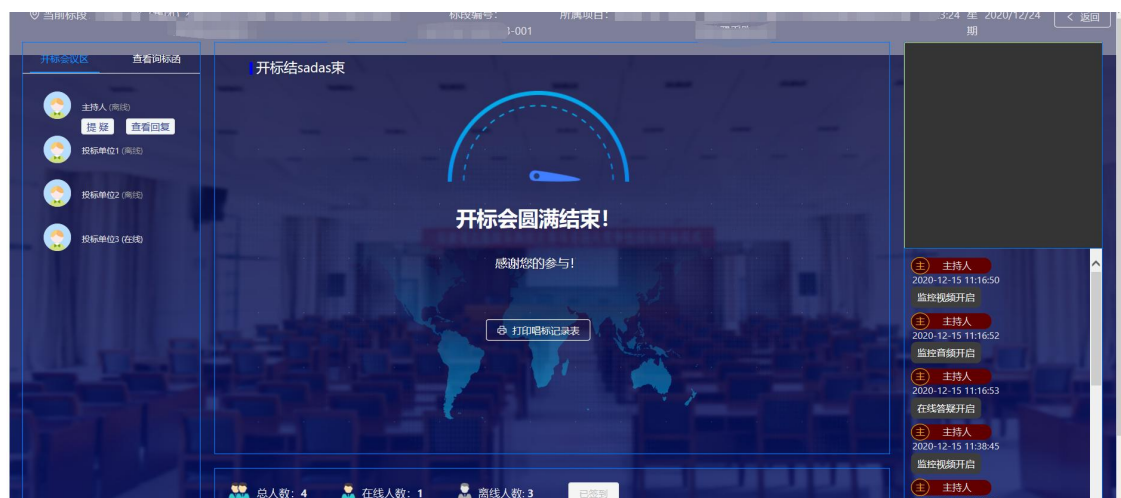 当前标段
标段编号:
所属项目:
3:24 星 2020/12/24
< 返回
1-001
期
开标会议区 查看询标函
主持人 (离线)
提 疑 查看回复
投标单位1 (离线)
投标单位2 (离线)
投标单位3 (在线)
开标结sadas束
开标会圆满结束!
感谢您的参与!
打印唱标记录表
总人数: 4 在线人数: 1 离线人数: 3 已签到
主 主持人
2020-12-15 11:16:50
监控视频开启
主 主持人
2020-12-15 11:16:52
监控音频开启
主 主持人
2020-12-15 11:16:53
在线答疑开启
主 主持人
2020-12-15 11:38:45
监控视频开启
主 主持人